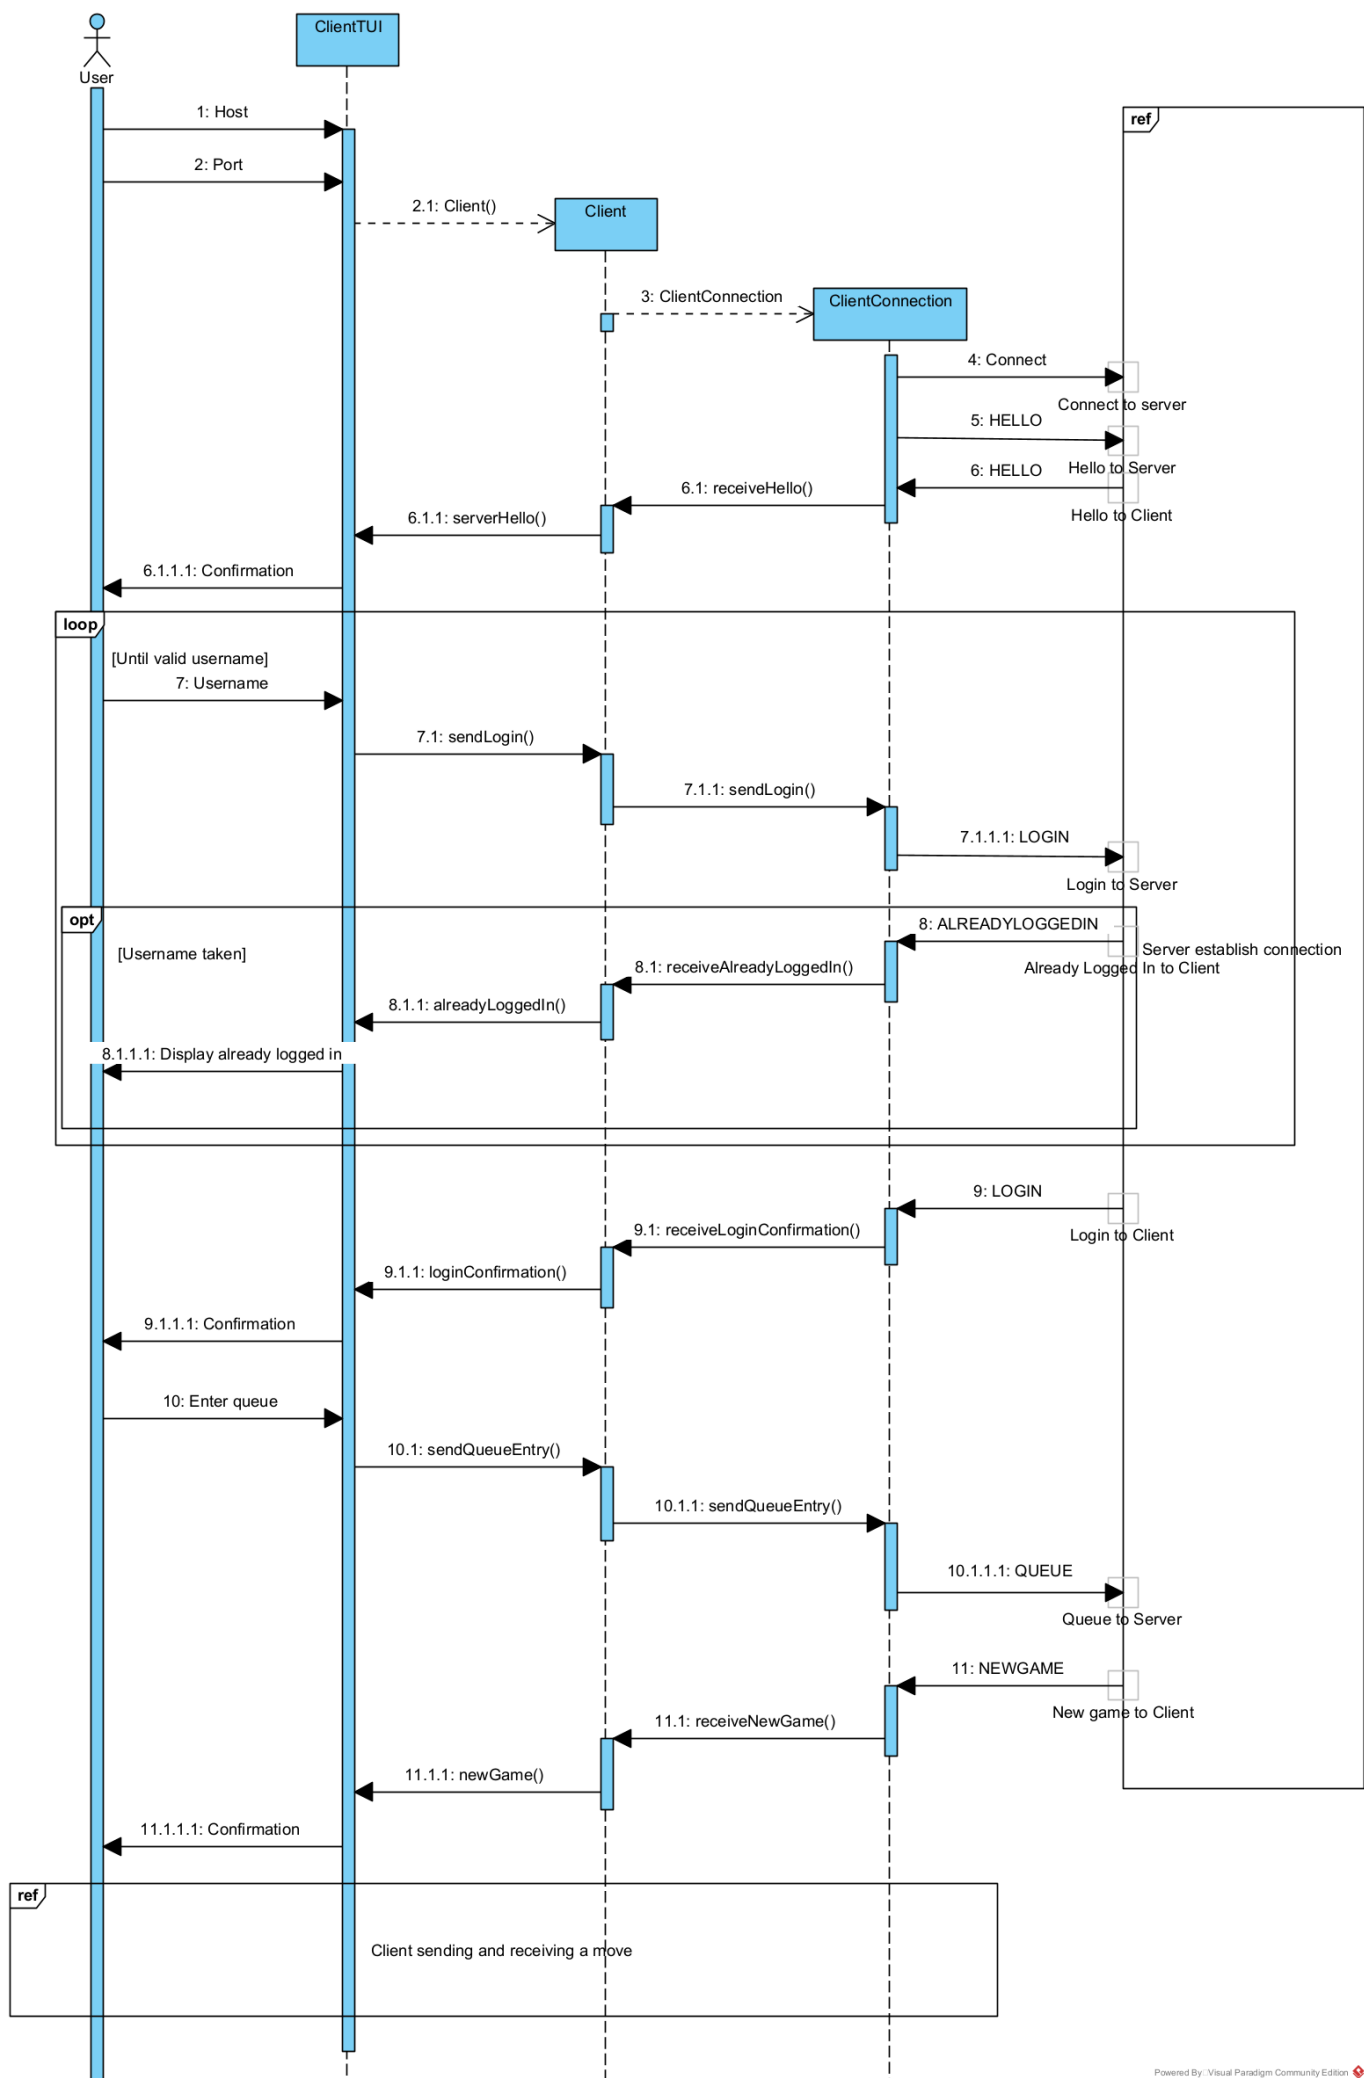 ClientTUI
User
1: Host
ref
2: Port
2.1: Client()
Client
3: ClientConnection
ClientConnection
4: Connect
Connect to server
5: HELLO
Hello to Server
6: HELLO
6.1: receiveHello()
Hello to Client
6.1.1: serverHello()
6.1.1.1: Confirmation
loop
[Until valid username]
7: Username
7.1: sendLogin()
7.1.1: sendLogin()
7.1.1.1: LOGIN
Login to Server
opt
8: ALREADYLOGGEDIN
[Username taken]
Server establish connection
8.1: receiveAlreadyLoggedIn()
Already Logged In to Client
8.1.1: alreadyLoggedIn()
8.1.1.1: Display already logged in
9: LOGIN
9.1: receiveLoginConfirmation()
Login to Client
9.1.1: loginConfirmation()
9.1.1.1: Confirmation
10: Enter queue
10.1: sendQueueEntry()
10.1.1: sendQueueEntry()
10.1.1.1: QUEUE
Queue to Server
11: NEWGAME
New game to Client
11.1: receiveNewGame()
11.1.1: newGame()
11.1.1.1: Confirmation
ref
Client sending and receiving a move
Powered By Visual Paradigm Community Edition